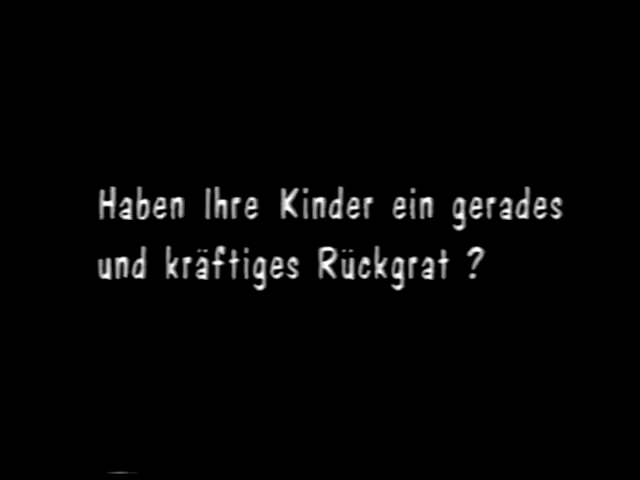 Haben Ihre Kinder ein gerades
und kräftiges Rückgrat ?